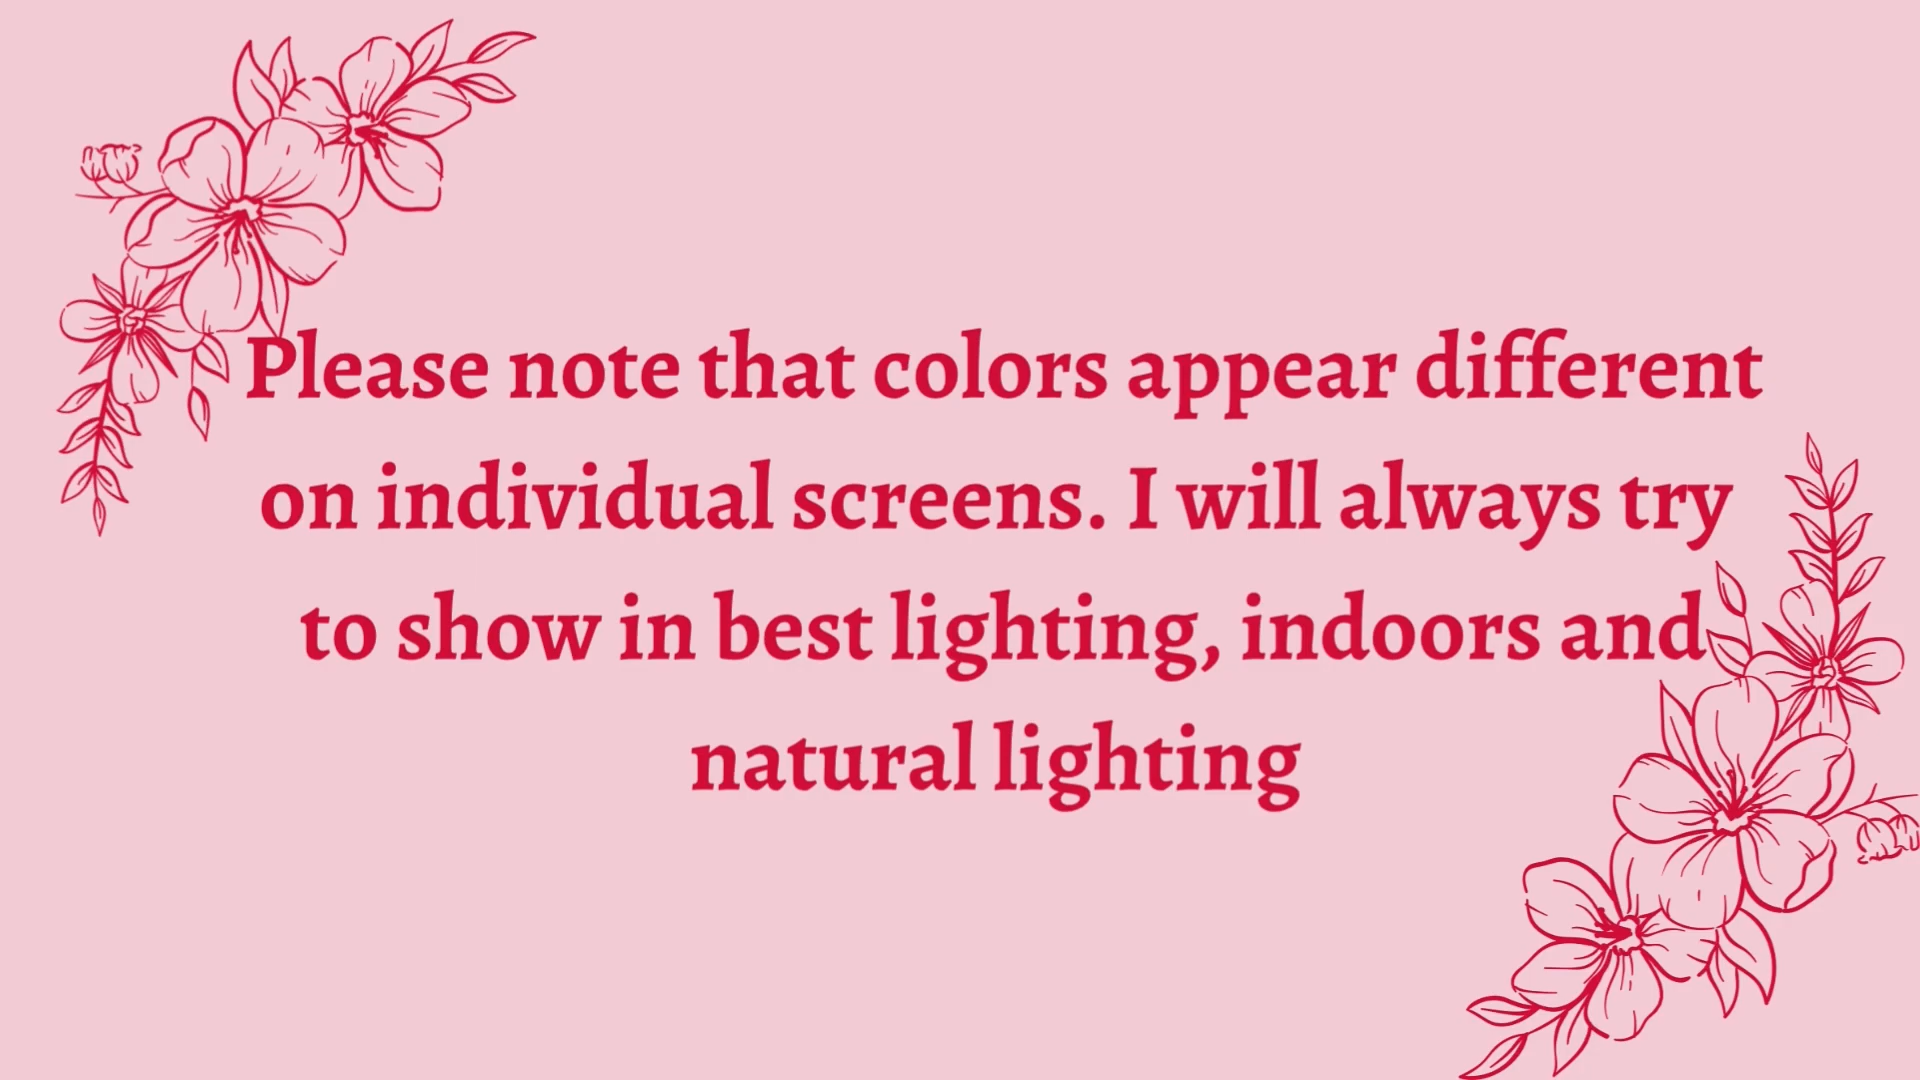 Please note that colors appear different
on individual screens. I will always try
to show in best lighting, indoors and
natural lighting